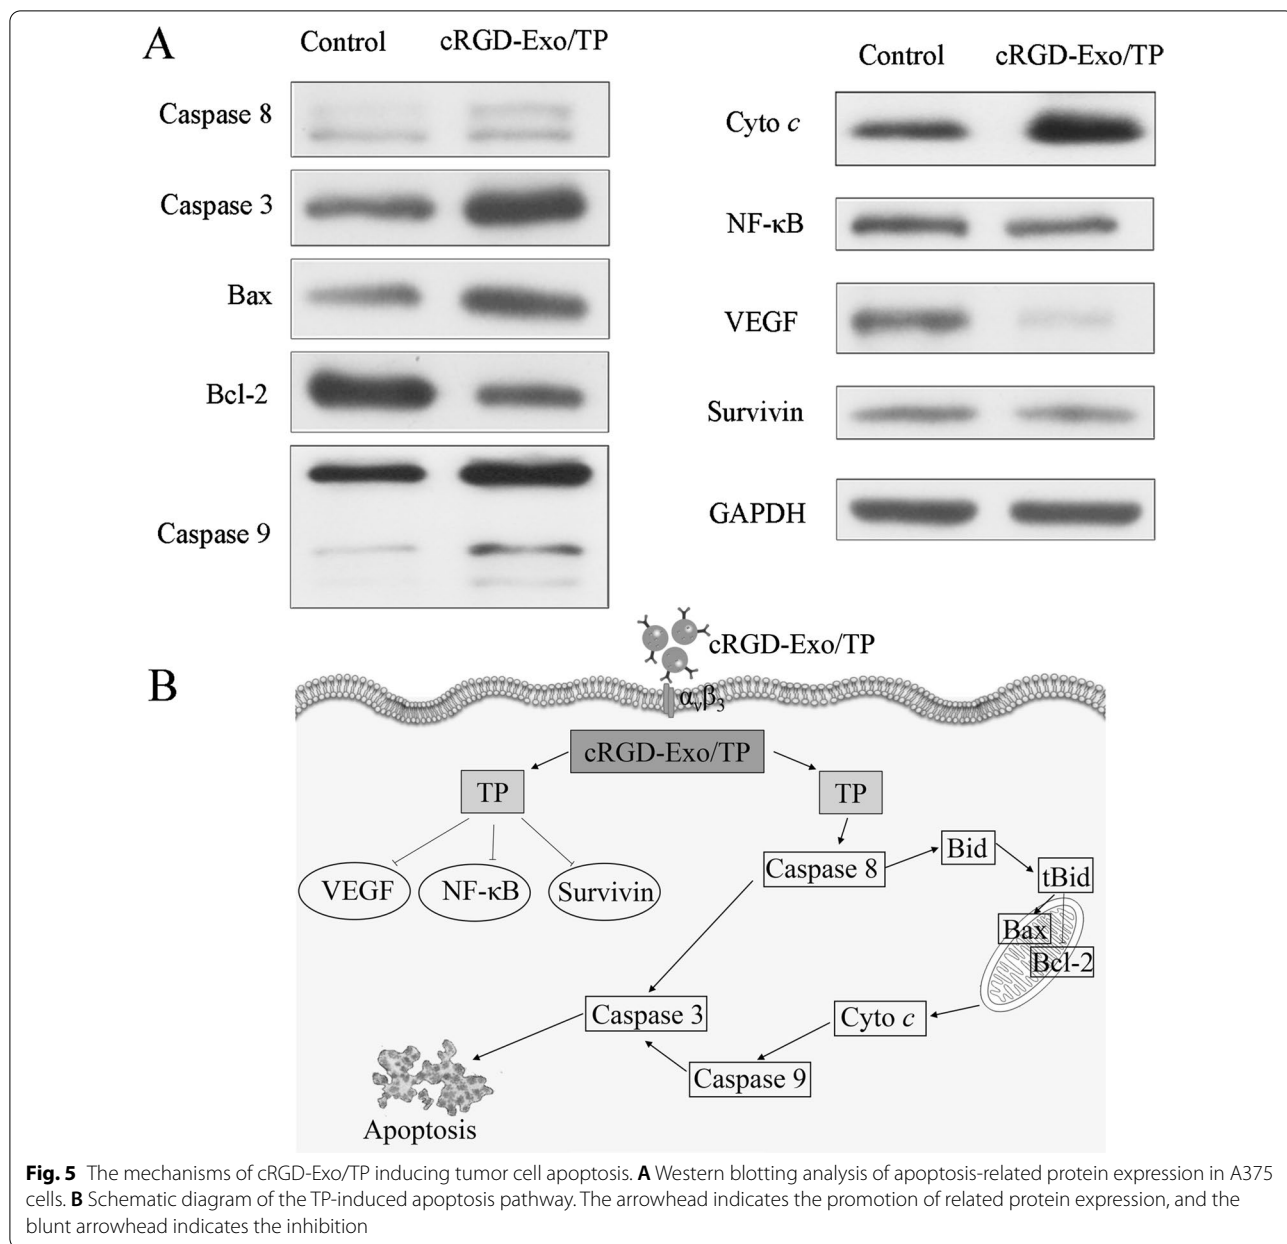 A
Control cRGD-Exo/TP
Caspase 8
Caspase 3
Bax
Bcl-2
Caspase 9
Control cRGD-Exo/TP
Cyto c
NF-κB
VEGF
Survivin
GAPDH
B
cRGD-Exo/TP
αvβ3
cRGD-Exo/TP
TP
TP
VEGF
NF-κB
Survivin
Caspase 8
Bid
tBid
Bax
Bcl-2
Caspase 3
Cyto c
Caspase 9
Apoptosis
Fig. 5 The mechanisms of cRGD-Exo/TP inducing tumor cell apoptosis. A Western blotting analysis of apoptosis-related protein expression in A375
cells. B Schematic diagram of the TP-induced apoptosis pathway. The arrowhead indicates the promotion of related protein expression, and the
blunt arrowhead indicates the inhibition